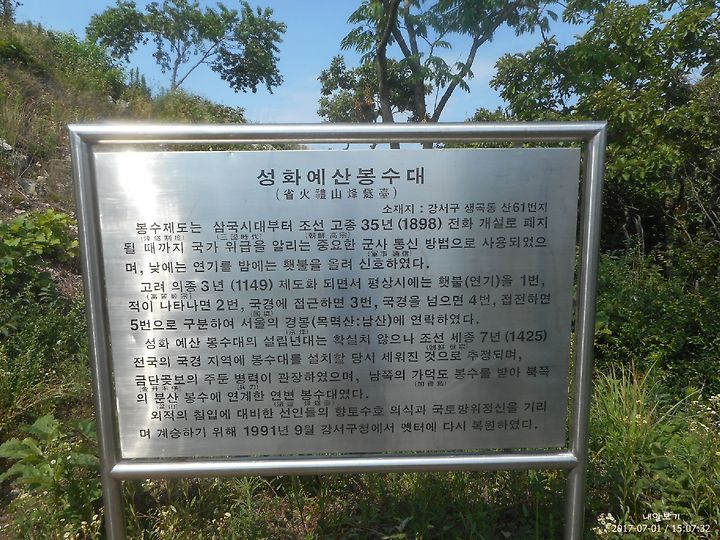 성화예산봉수대
(省火禮山烽燧臺)
소재지 : 강서구 생곡동 산61번지
봉수제도는 삼국시대부터 조선 고종 35년(1898) 전화 개설로 폐지
될 때까지 국가 위급을 알리는 중요한 군사 통신 방법으로 사용되었으
며, 낮에는 연기를 밤에는 횃불을 올려 신호하였다.
고려 의종 3년(1149) 제도화 되면서 평상시에는 횃불(연기)을 1번,
적이 나타나면 2번, 국경에 접근하면 3번, 국경을 넘으면 4번, 접전하면
5번으로 구분하여 서울의 경봉(목멱산:남산)에 연락하였다.
성화 예산 봉수대의 설립년대는 확실치 않으나 조선 세종 7년(1425)
전국의 국경 지역에 봉수대를 설치할 당시 세워진 것으로 추정되며,
금단곳보의 주둔 병력이 관장하였으며, 남쪽의 가덕도 봉수를 받아 북쪽
의 분산 봉수에 연계한 연변 봉수대였다.
외적의 침입에 대비한 선인들의 향토수호 의식과 국토방위정신을 기리
며 계승하기 위해 1991년 9월 강서구청에서 옛터에 다시 복원하였다.
2017-07-01 / 15:07:32